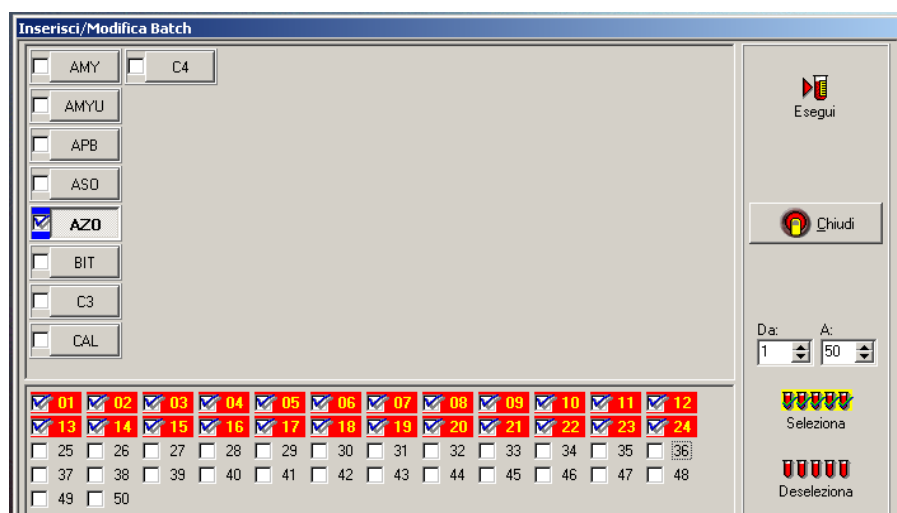 Inserisci/Modifica Batch
AMY C4
AMYU
APB
ASO
AZO
BIT
C3
CAL
Esegui
Chiudi
Da: A:
1 50
Seleziona
Deseleziona
01 02 03 04 05 06 07 08 09 10 11 12
13 14 15 16 17 18 19 20 21 22 23 24
25 26 27 28 29 30 31 32 33 34 35 36
37 38 39 40 41 42 43 44 45 46 47 48
49 50